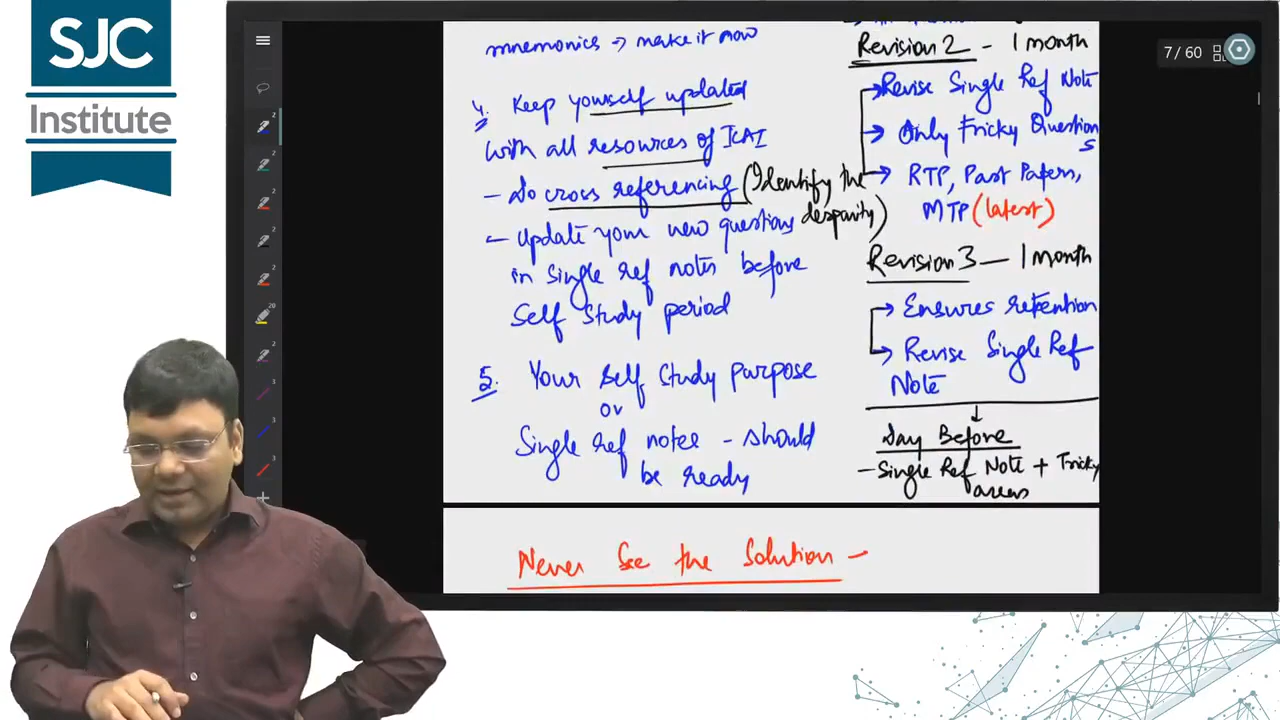 SJC
Institute
7 / 60
mnemonics → make it now
4. Keep yourself updated
with all resources of ICAI
- Do cross referencing (Identify the
desparity)
- Update your new questions
in single ref notes before
Self Study period
5. Your Self Study purpose
or
Single ref notes - should
be ready
Revision 2 - 1 month
→ Revise Single Ref Note
→ Only Tricky Questions
→ RTP, Past Papers,
MTP (latest)
Revision 3 - 1 month
→ Ensures retention
→ Revise Single Ref
Note
Day Before
- Single Ref Note + Tricky
areas
Never See the Solution -